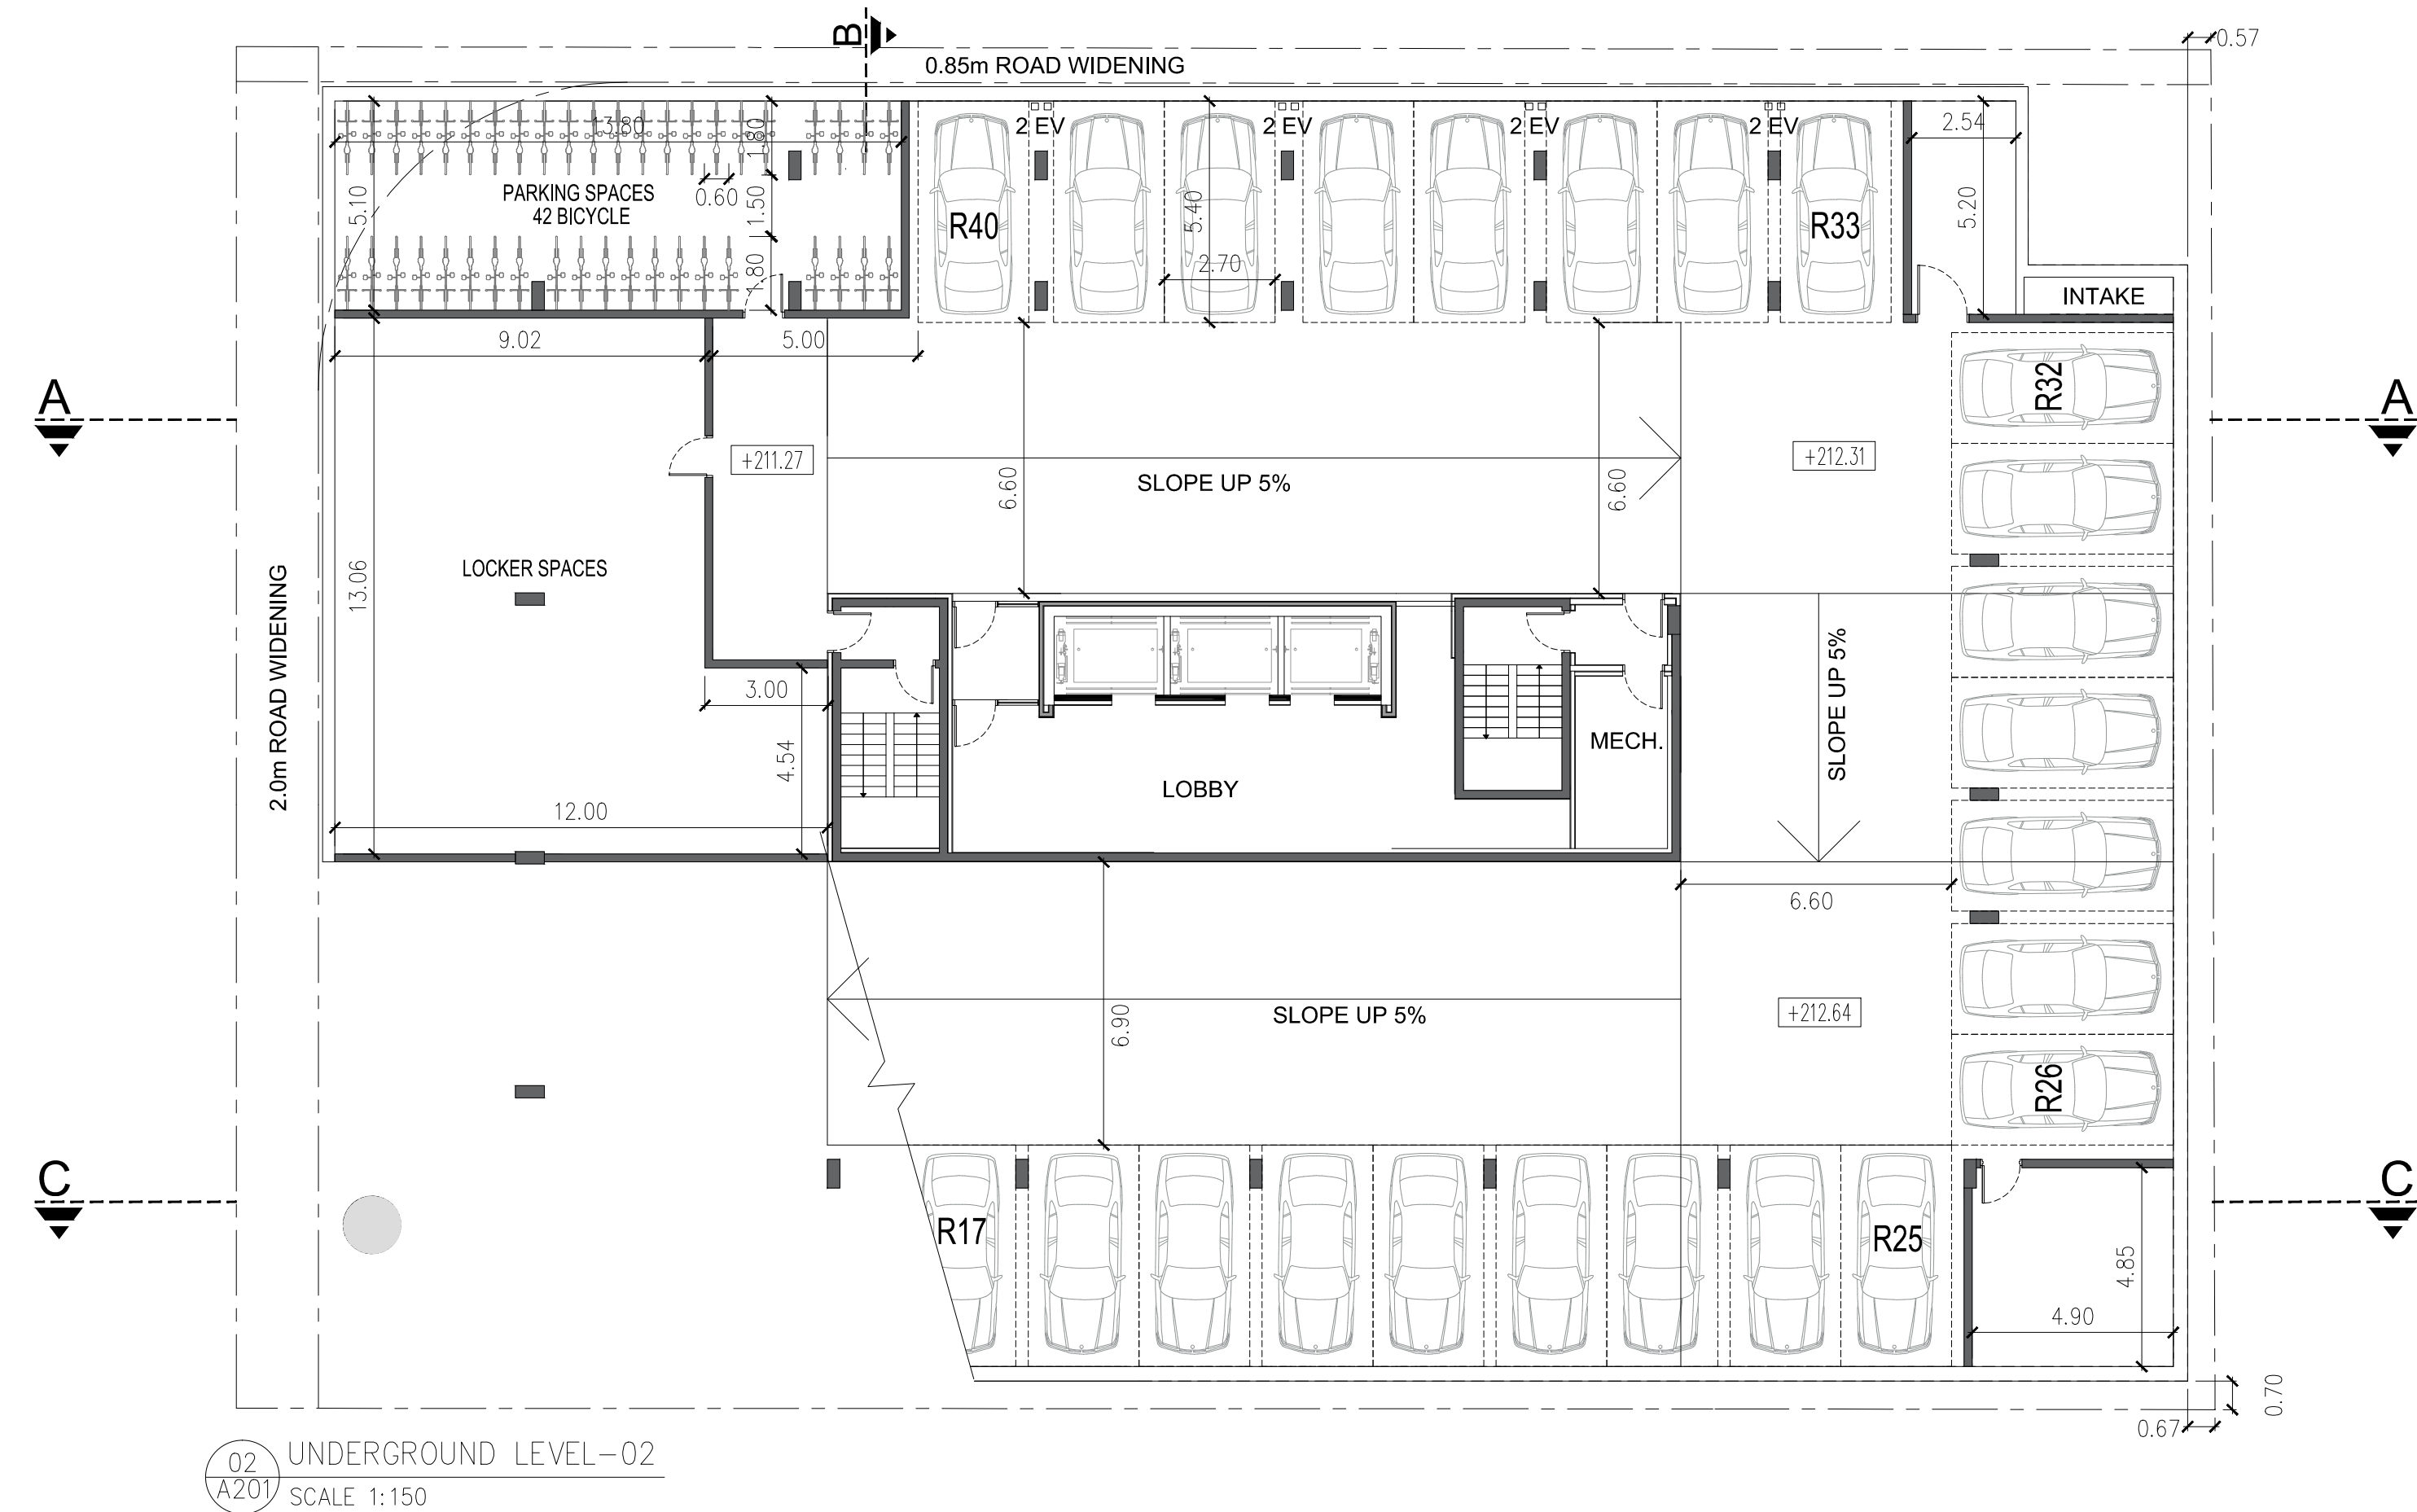 B
0.57
0.85m ROAD WIDENING
2 EV
2 EV
2 EV
2 EV
13.80
1.80
2.54
5.10
PARKING SPACES
42 BICYCLE
0.60
1.50
5.40
5.20
R40
R33
1.80
2.70
INTAKE
9.02
5.00
R32
A
A
+211.27
+212.31
6.60
SLOPE UP 5%
6.60
2.0m ROAD WIDENING
13.06
LOCKER SPACES
SLOPE UP 5%
3.00
4.54
MECH.
LOBBY
12.00
6.60
6.90
SLOPE UP 5%
+212.64
R26
C
C
R17
R25
4.85
4.90
0.70
0.67
02
A201
UNDERGROUND LEVEL-02
SCALE 1:150